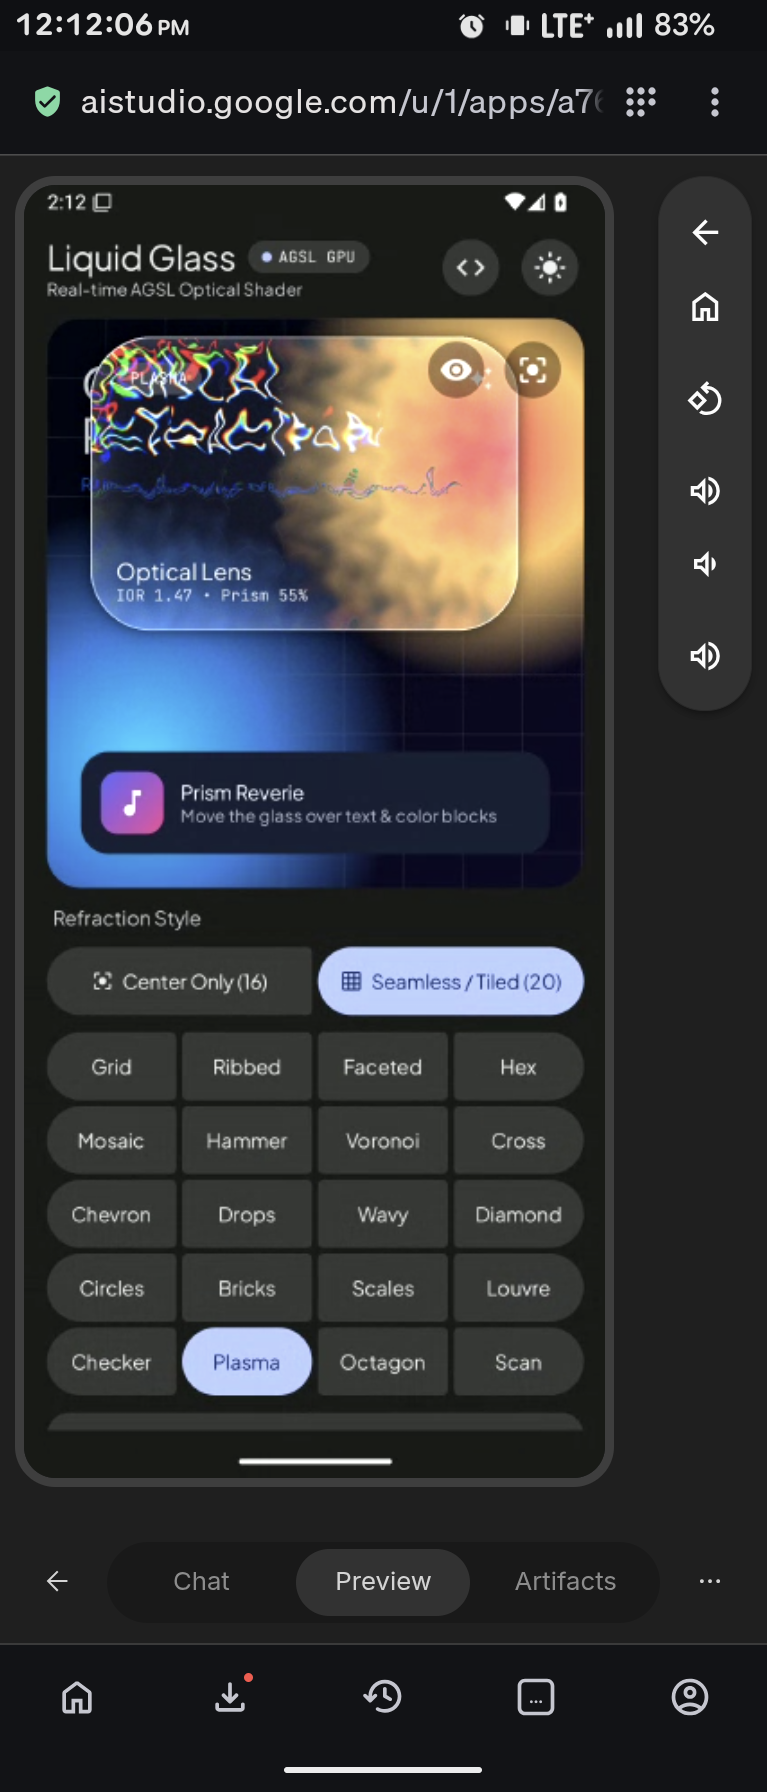 12:12:06 PM
LTE+ 83%
aistudio.google.com/u/1/apps/a76
2:12
Liquid Glass
AGSL GPU
Real-time AGSL Optical Shader
PLASMA
Optical Lens
IOR 1.47 • Prism 55%
Prism Reverie
Move the glass over text & color blocks
Refraction Style
Center Only (16)
Seamless / Tiled (20)
Grid Ribbed Faceted Hex
Mosaic Hammer Voronoi Cross
Chevron Drops Wavy Diamond
Circles Bricks Scales Louvre
Checker Plasma Octagon Scan
Chat Preview Artifacts